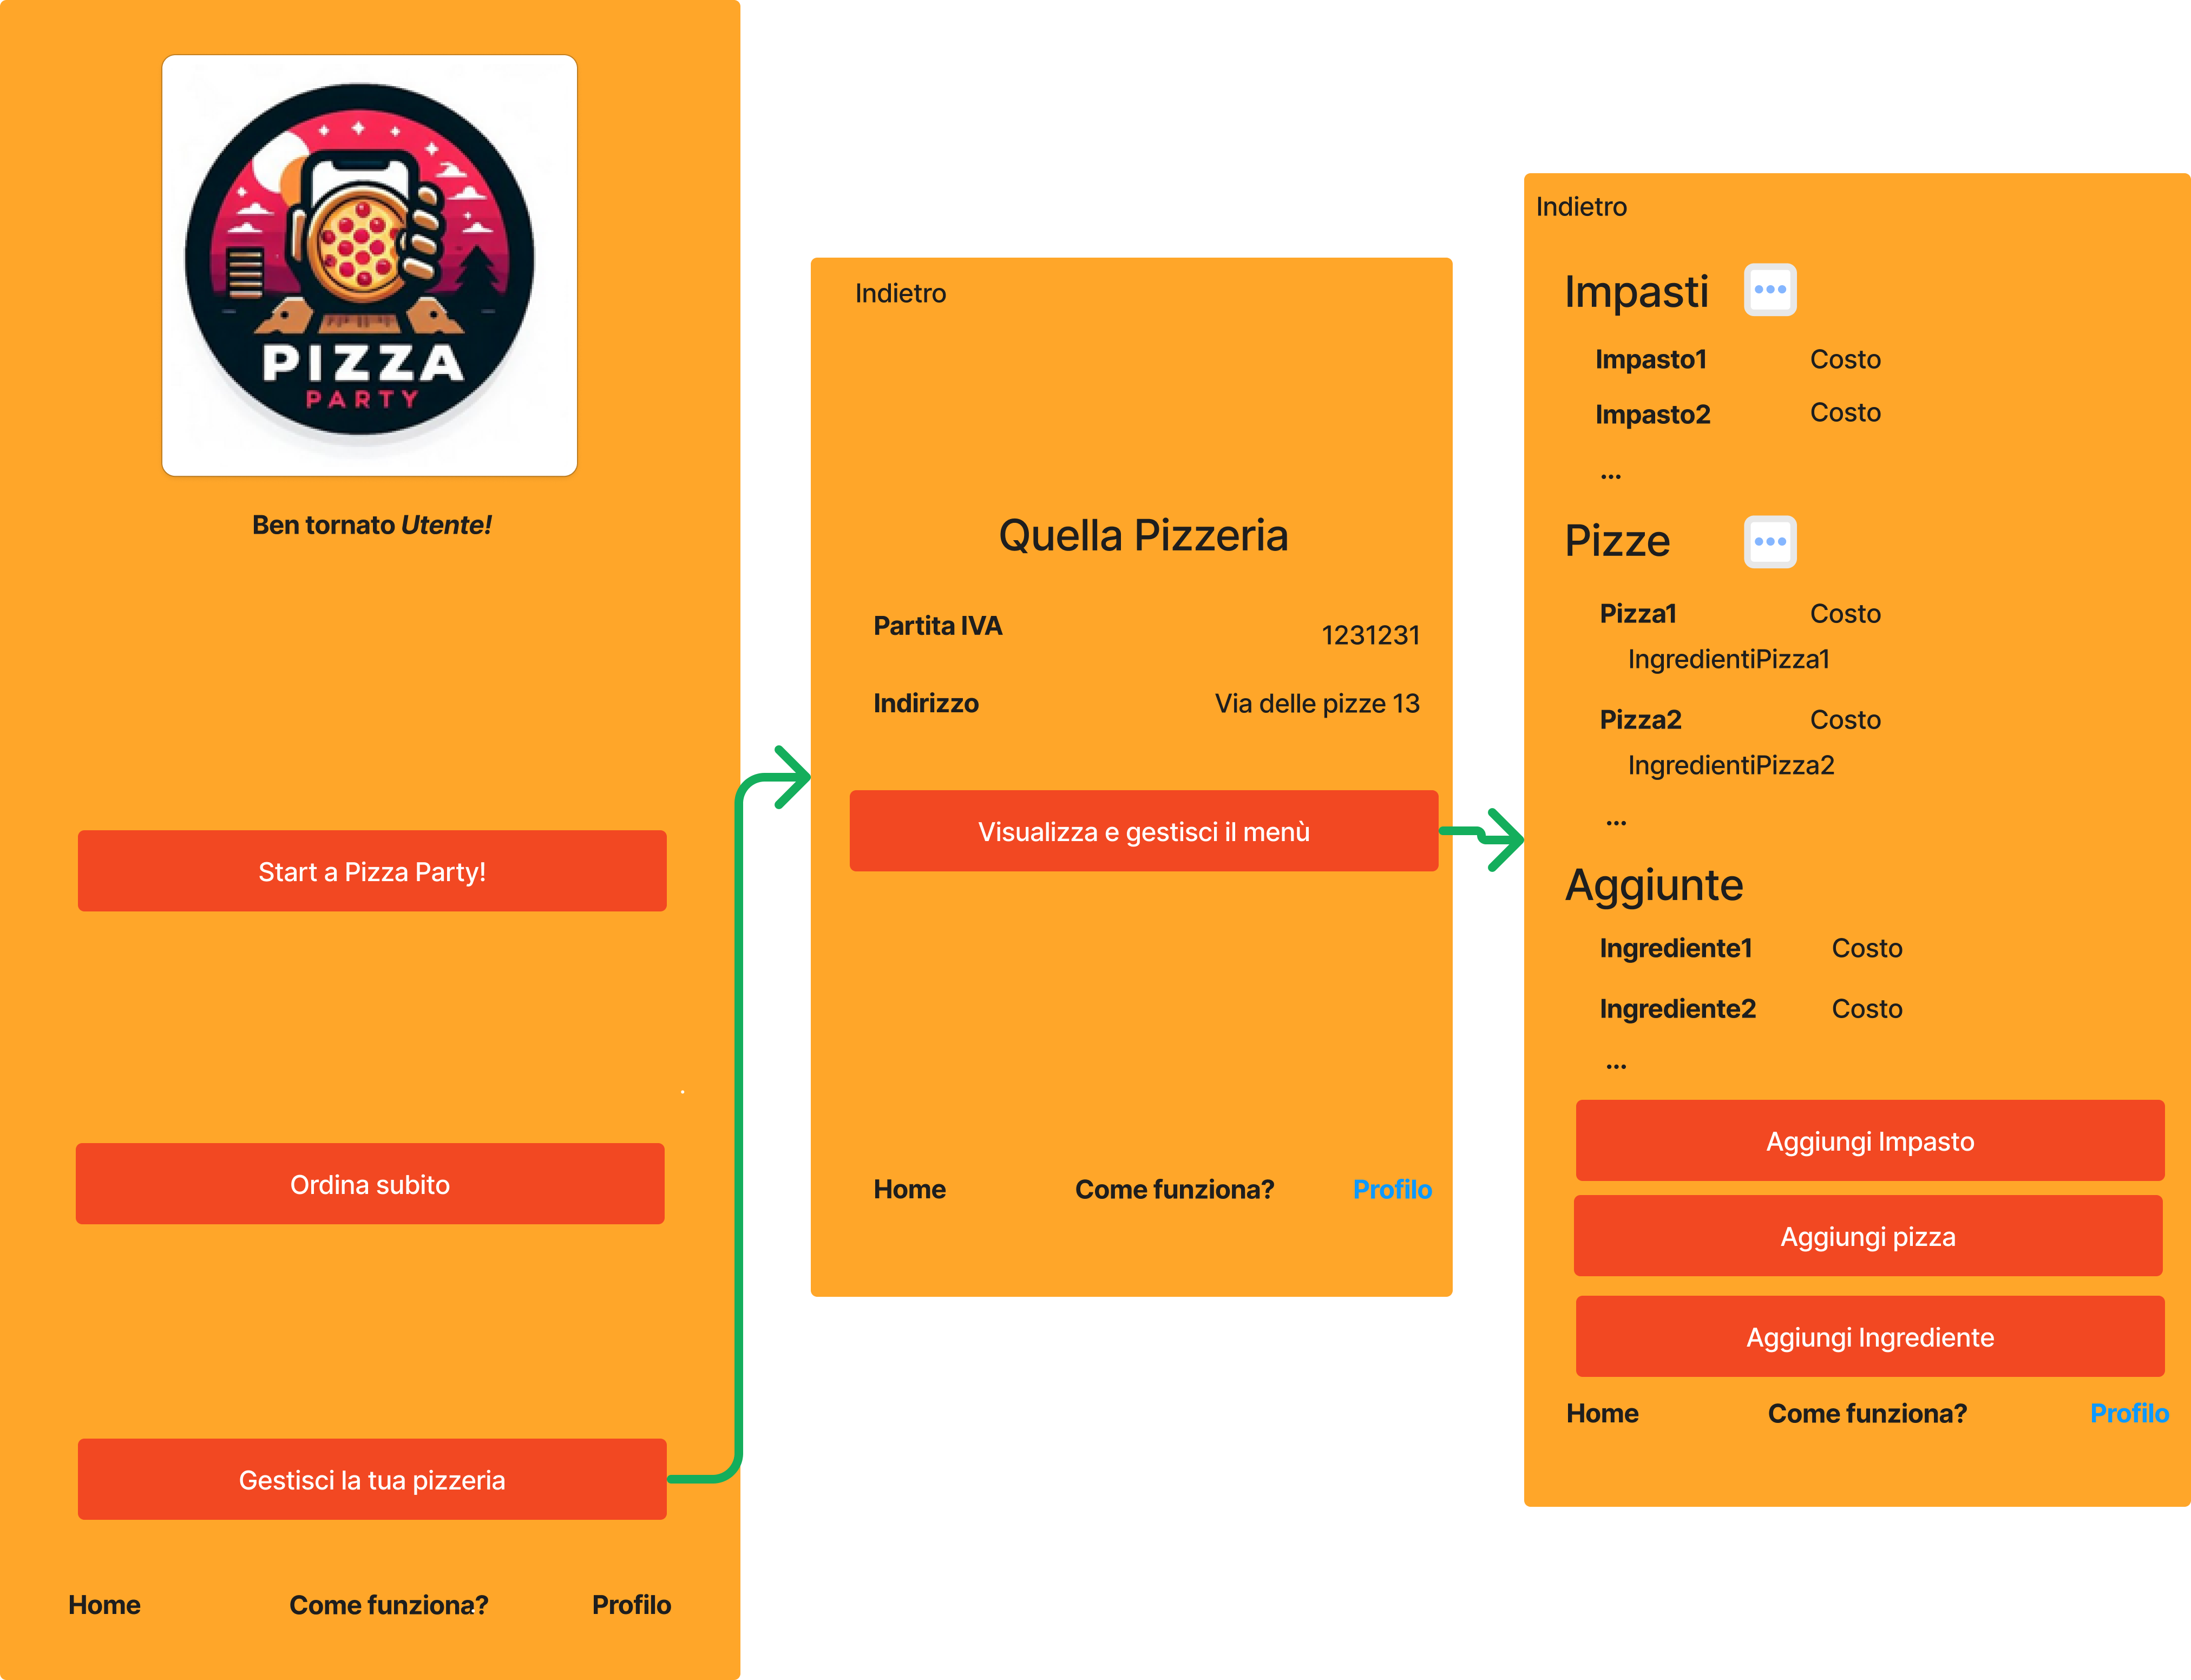 PIZZA
PARTY
Ben tornato Utente!
Start a Pizza Party!
Ordina subito
Gestisci la tua pizzeria
Home Come funziona? Profilo
Indietro
Quella Pizzeria
Partita IVA 1231231
Indirizzo Via delle pizze 13
Visualizza e gestisci il menù
Home Come funziona? Profilo
Indietro
Impasti
Impasto1 Costo
Impasto2 Costo
...
Pizze
Pizza1 Costo
IngredientiPizza1
Pizza2 Costo
IngredientiPizza2
...
Aggiunte
Ingrediente1 Costo
Ingrediente2 Costo
...
Aggiungi Impasto
Aggiungi pizza
Aggiungi Ingrediente
Home Come funziona? Profilo